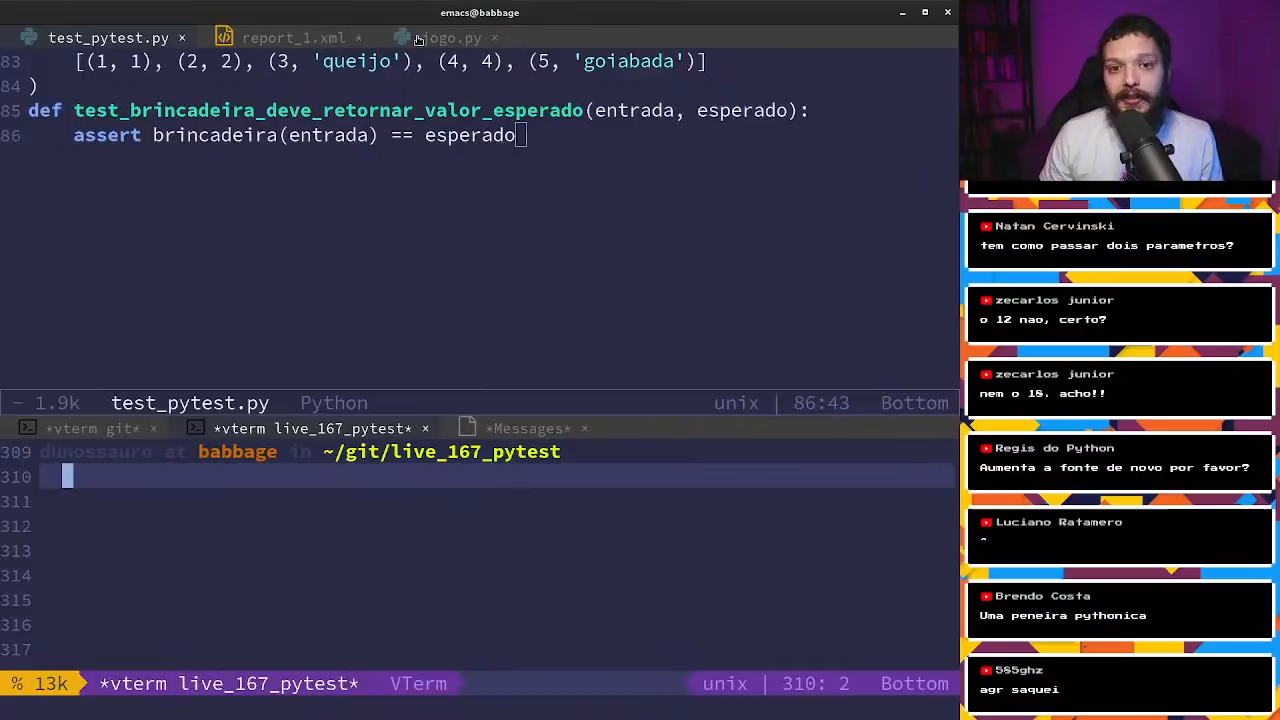 emacs@babbage
test_pytest.py × report_1.xml × jogo.py ×
83 [(1, 1), (2, 2), (3, 'queijo'), (4, 4), (5, 'goiabada')]
84 )
85 def test_brincadeira_deve_retornar_valor_esperado(entrada, esperado):
86 assert brincadeira(entrada) == esperado
- 1.9k test_pytest.py Python unix | 86:43 Bottom
*vterm git* × *vterm live_167_pytest* × *Messages* ×
309 dunossauro at babbage in ~/git/live_167_pytest
310
311
312
313
314
315
316
317
% 13k *vterm live_167_pytest* VTerm unix | 310: 2 Bottom
Natan Cervinski
tem como passar dois parametros?
zecarlos junior
o 12 nao, certo?
zecarlos junior
nem o 18. acho!!
Regis do Python
Aumenta a fonte de novo por favor?
Luciano Ratamero
^
Brendo Costa
Uma peneira pythonica
585ghz
agr saquei